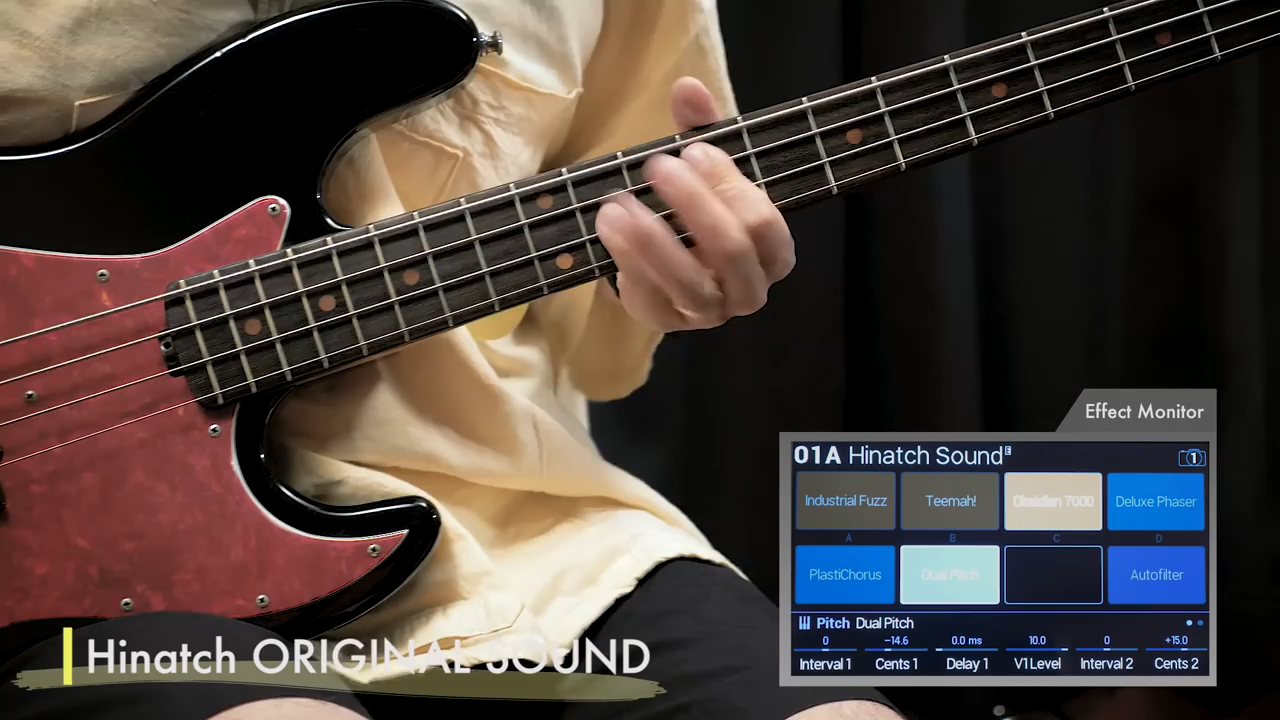 Effect Monitor
01A Hinatch Sound E
1
Industrial Fuzz Teemah! Obsidian 7000 Deluxe Phaser
A B C D
PlastiChorus Dual Pitch Autofilter
Pitch Dual Pitch
0 −14.6 0.0 ms 10.0 0 +15.0
Interval 1 Cents 1 Delay 1 V1 Level Interval 2 Cents 2
Hinatch ORIGINAL SOUND